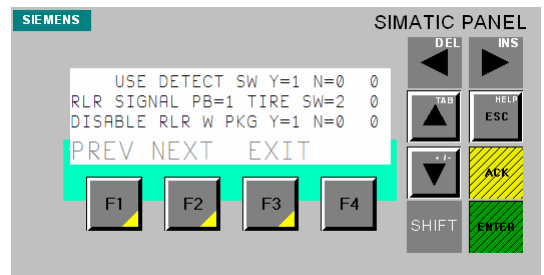 SIEMENS
SIMATIC PANEL
DEL
INS
USE DETECT SW Y=1 N=0 0
RLR SIGNAL PB=1 TIRE SW=2 0
DISABLE RLR W PKG Y=1 N=0 0
PREV NEXT EXIT
TAB
HELP
ESC
+/-
ACK
F1
F2
F3
F4
SHIFT
ENTER